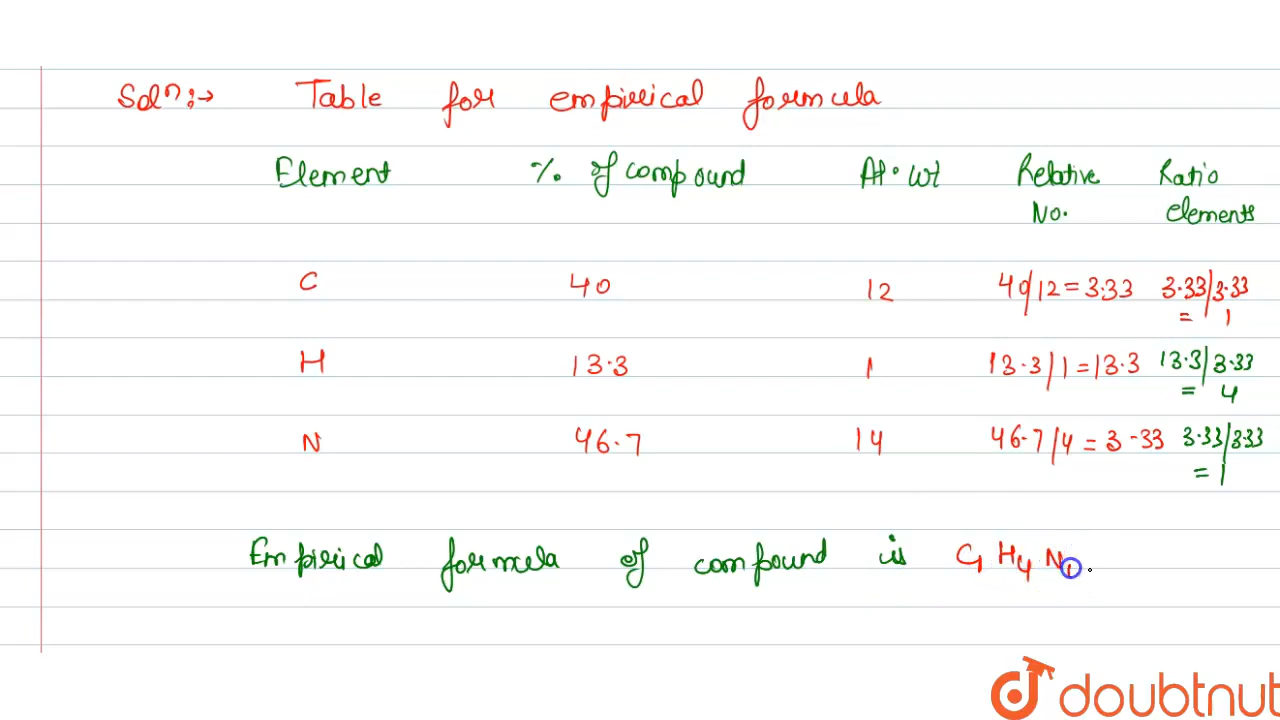 Solⁿ:→ Table for empirical formula
Element % of compound At. wt Relative No. Ratio elements
C 40 12 40/12 = 3.33 3.33/3.33 = 1
H 13.3 1 13.3/1 = 13.3 13.3/3.33 = 4
N 46.7 14 46.7/4 = 3.33 3.33/3.33 = 1
Empirical formula of compound is C₁ H₄ N₁.
doubtnut